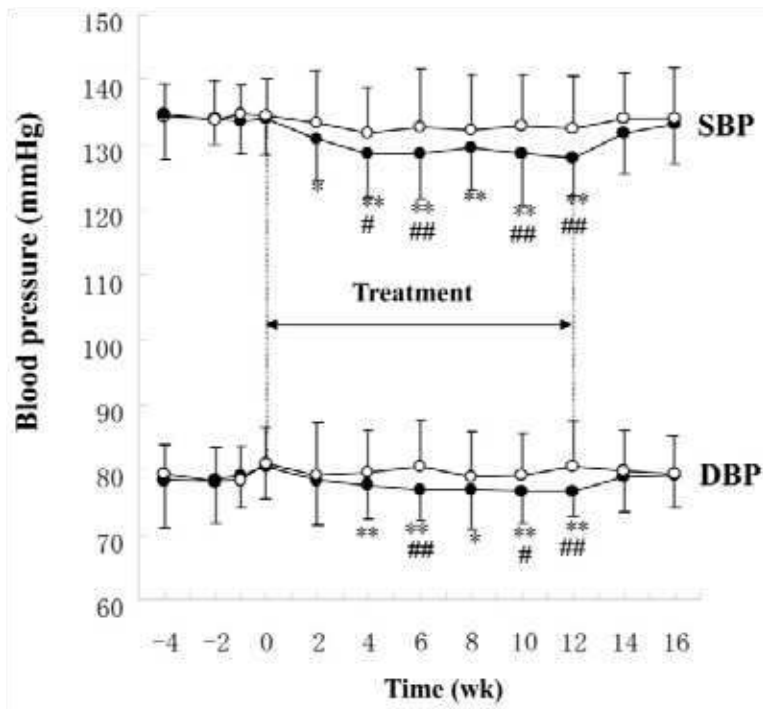 150
140
130
120
110
100
90
80
70
60
Blood pressure (mmHg)
SBP
* ** ** ** ** **
# ## ## ##
Treatment
DBP
** ** * ** **
## # ##
-4 -2 0 2 4 6 8 10 12 14 16
Time (wk)